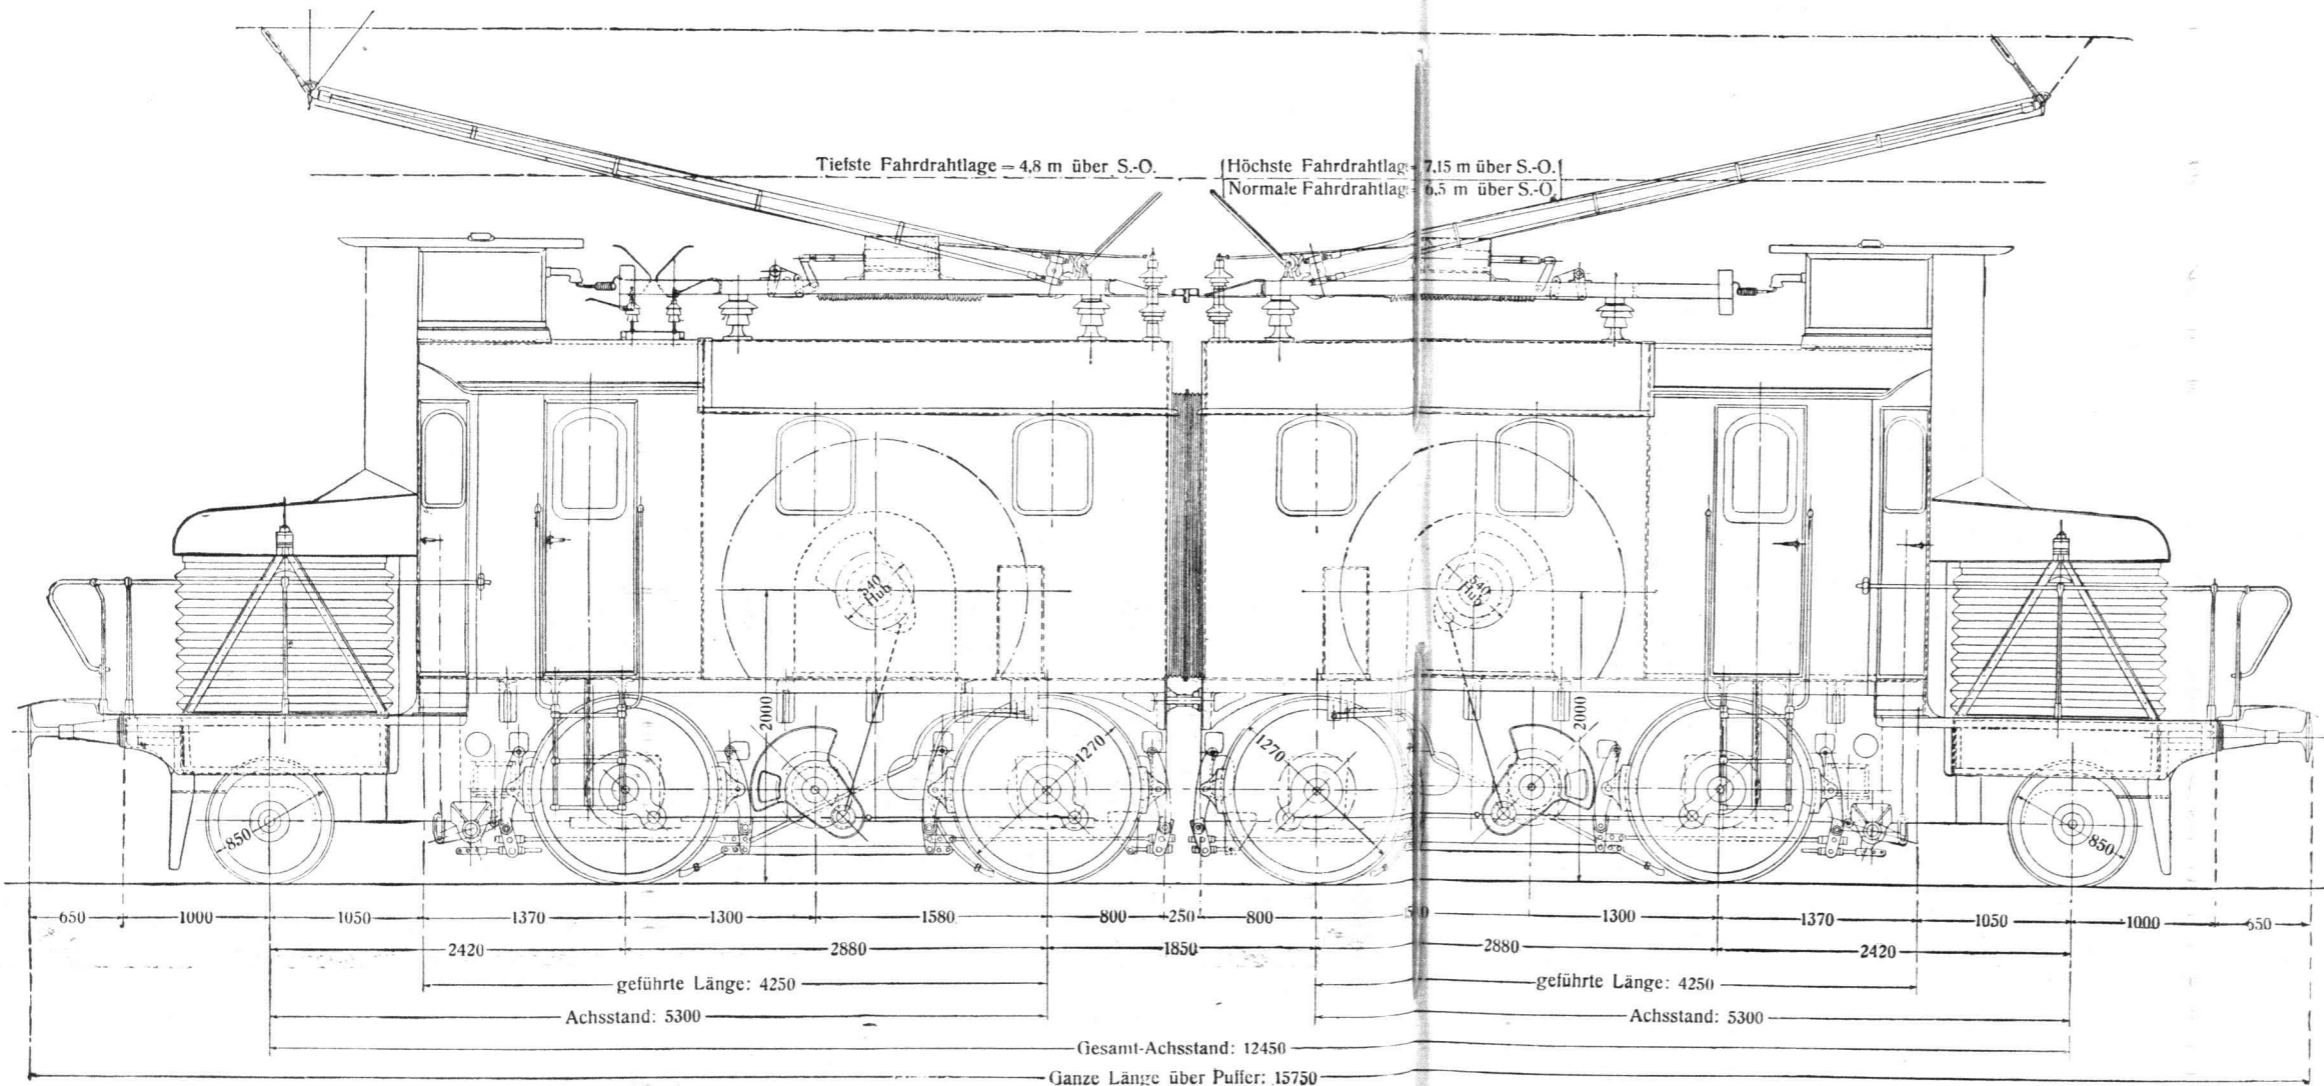 Tiefste Fahrdrahtlage = 4,8 m über S.-O.
Höchste Fahrdrahtlag 7,15 m über S.-O.
Normale Fahrdrahtlag 6,5 m über S.-O.
540
Hub
540
Hub
2000
2000
1270
1270
850
850
650 1000 1050 1370 1300 1580 800 250 800 1300 1370 1050 1000 650
2420 2880 1850 2880 2420
geführte Länge: 4250 geführte Länge: 4250
Achsstand: 5300 Achsstand: 5300
Gesamt-Achsstand: 12450
Ganze Länge über Puffer: 15750